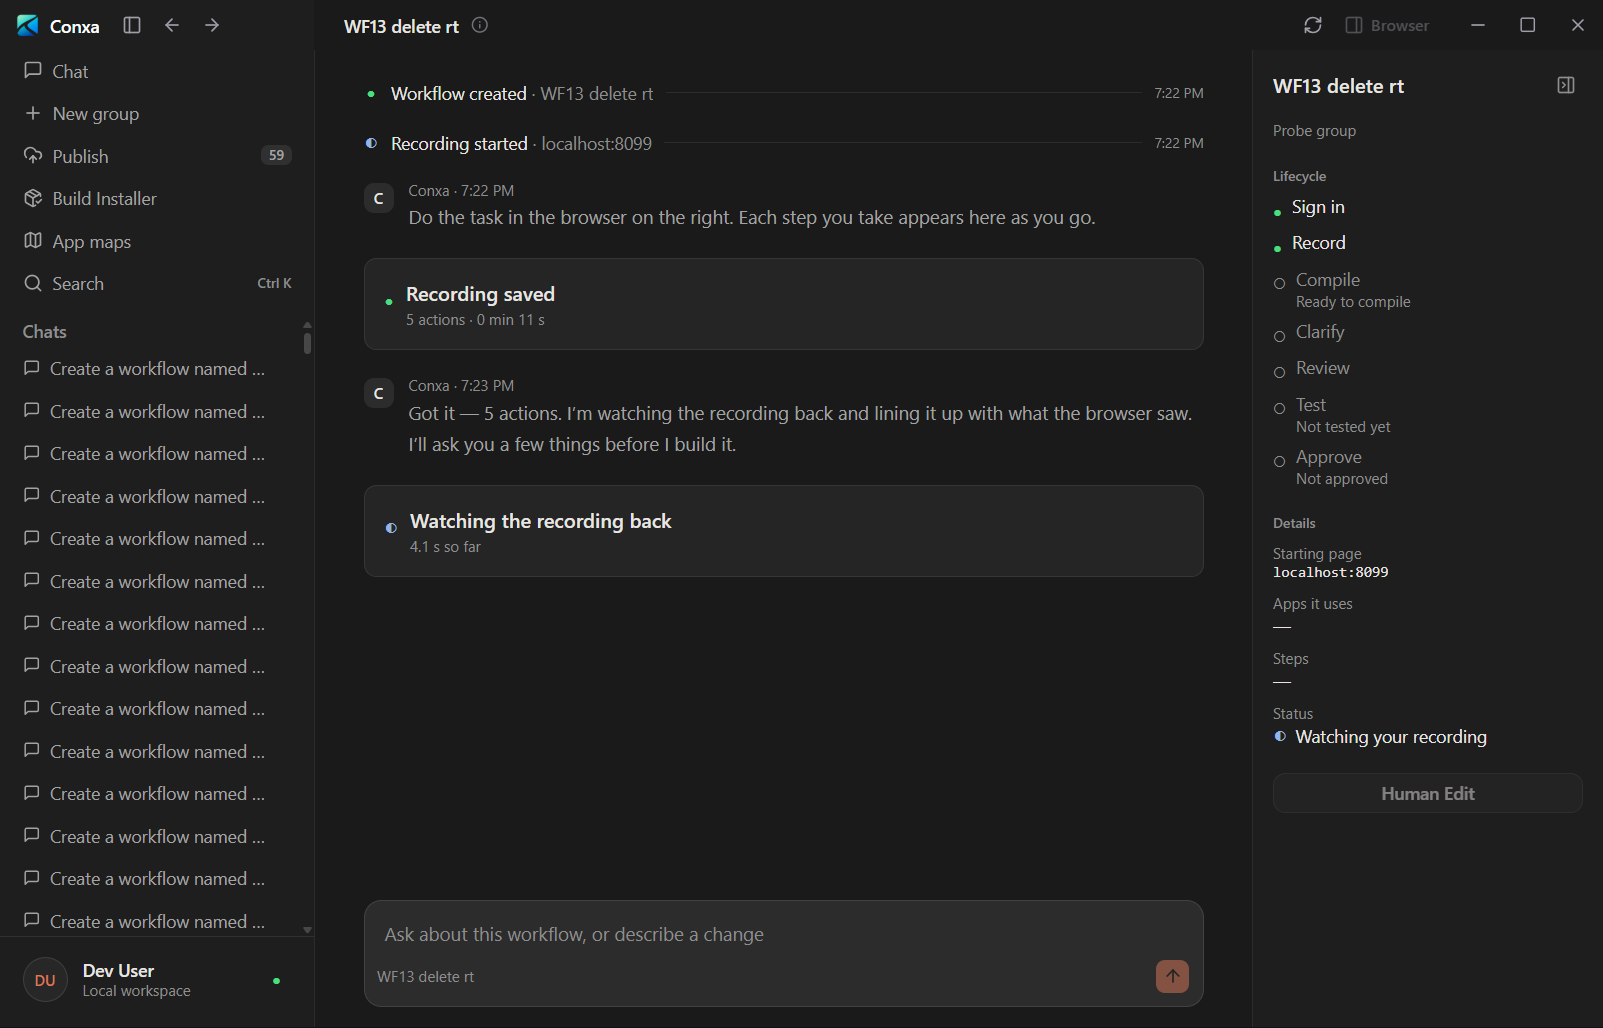 Conxa
Chat
New group
Publish 59
Build Installer
App maps
Search Ctrl K
Chats
Create a workflow named ...
Create a workflow named ...
Create a workflow named ...
Create a workflow named ...
Create a workflow named ...
Create a workflow named ...
Create a workflow named ...
Create a workflow named ...
Create a workflow named ...
Create a workflow named ...
Create a workflow named ...
Create a workflow named ...
Create a workflow named ...
Create a workflow named ...
DU
Dev User
Local workspace
WF13 delete rt
Browser
Workflow created · WF13 delete rt 7:22 PM
Recording started · localhost:8099 7:22 PM
C
Conxa · 7:22 PM
Do the task in the browser on the right. Each step you take appears here as you go.
Recording saved
5 actions · 0 min 11 s
C
Conxa · 7:23 PM
Got it — 5 actions. I’m watching the recording back and lining it up with what the browser saw.
I’ll ask you a few things before I build it.
Watching the recording back
4.1 s so far
Ask about this workflow, or describe a change
WF13 delete rt
WF13 delete rt
Probe group
Lifecycle
Sign in
Record
Compile
Ready to compile
Clarify
Review
Test
Not tested yet
Approve
Not approved
Details
Starting page
localhost:8099
Apps it uses
—
Steps
—
Status
Watching your recording
Human Edit